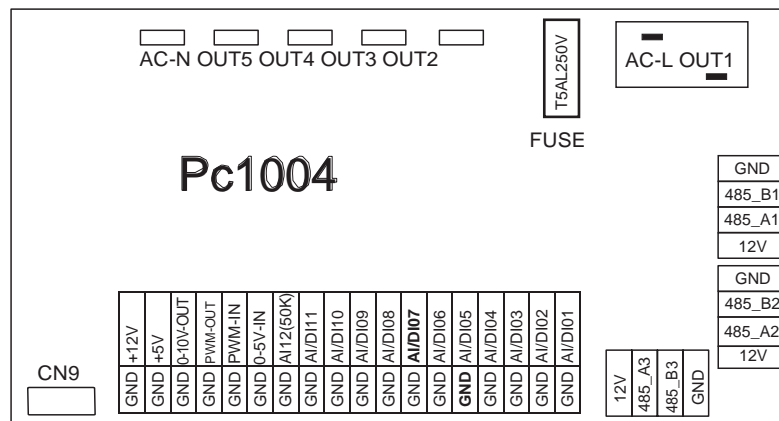 AC-N OUT5 OUT4 OUT3 OUT2
T5AL250V
FUSE
AC-L OUT1
Pc1004
GND
485_B1
485_A1
12V
GND
485_B2
485_A2
12V
+12V +5V 0-10V-OUT PWM-OUT PWM-IN 0-5V-IN AI12(50K) AI/DI11 AI/DI10 AI/DI09 AI/DI08 AI/DI07 AI/DI06 AI/DI05 AI/DI04 AI/DI03 AI/DI02 AI/DI01
GND GND GND GND GND GND GND GND GND GND GND GND GND GND GND GND GND GND
CN9
12V 485_A3 485_B3 GND